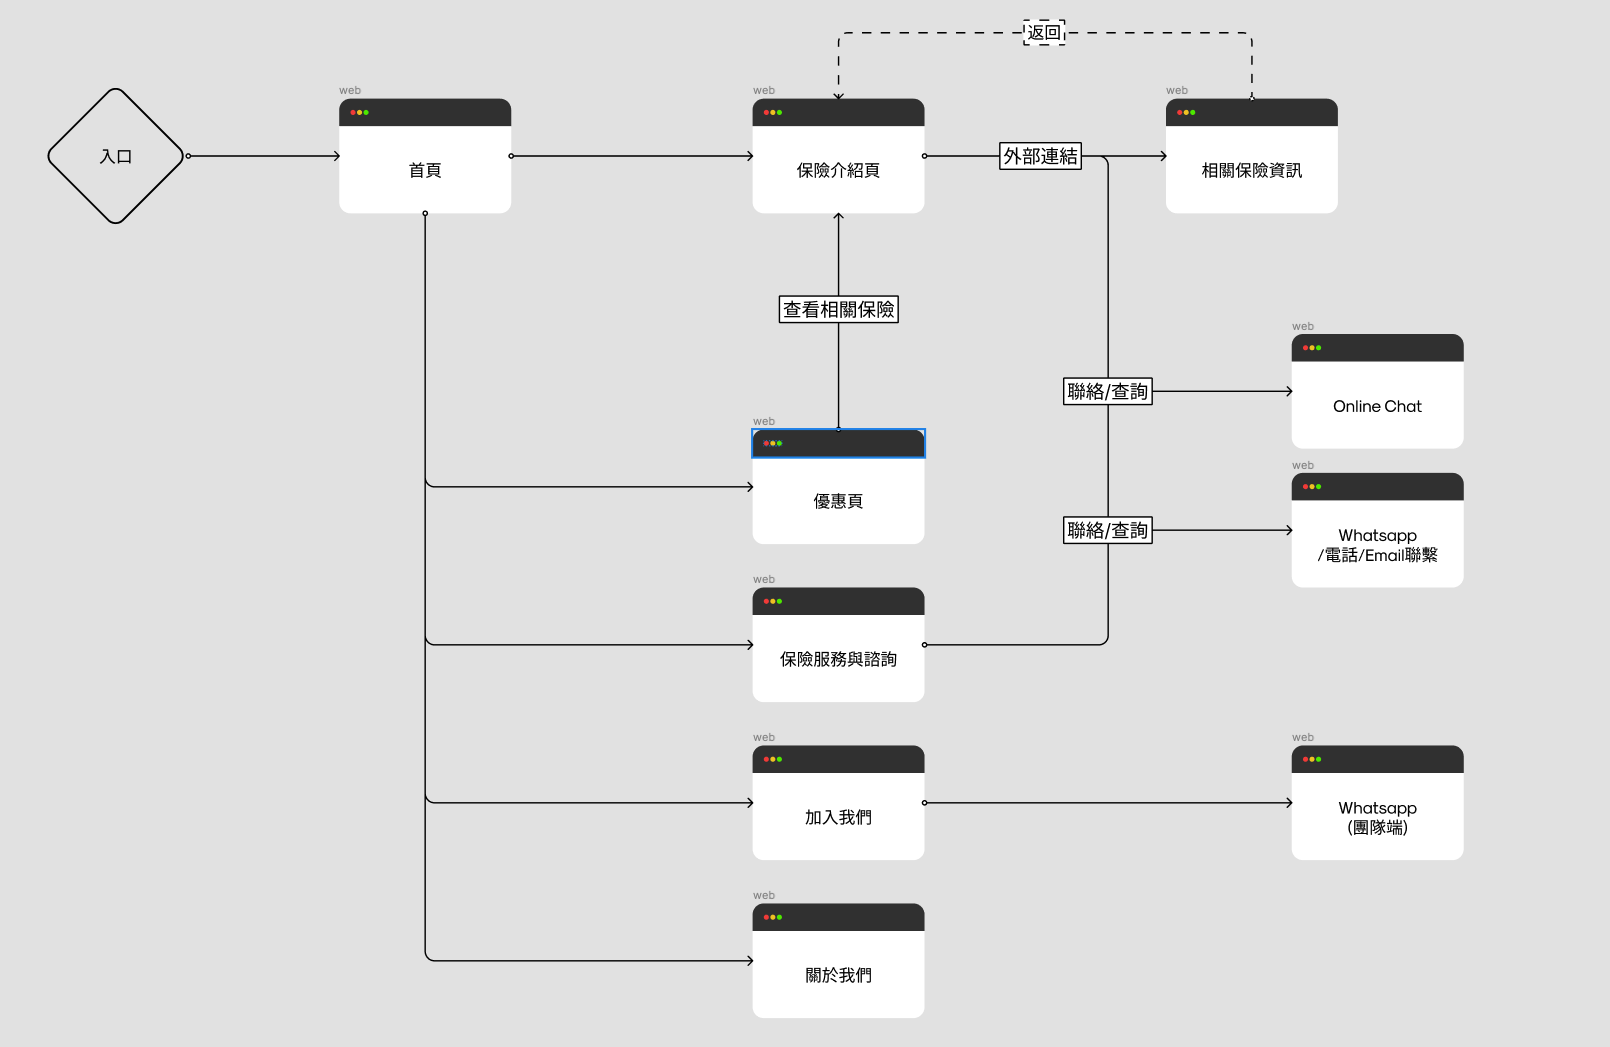 返回
web
web
web
入口
首頁
保險介紹頁
外部連結
相關保險資訊
查看相關保險
web
聯絡/查詢
Online Chat
web
優惠頁
web
聯絡/查詢
Whatsapp
/電話/Email聯繫
web
保險服務與諮詢
web
web
加入我們
Whatsapp
(團隊端)
web
關於我們